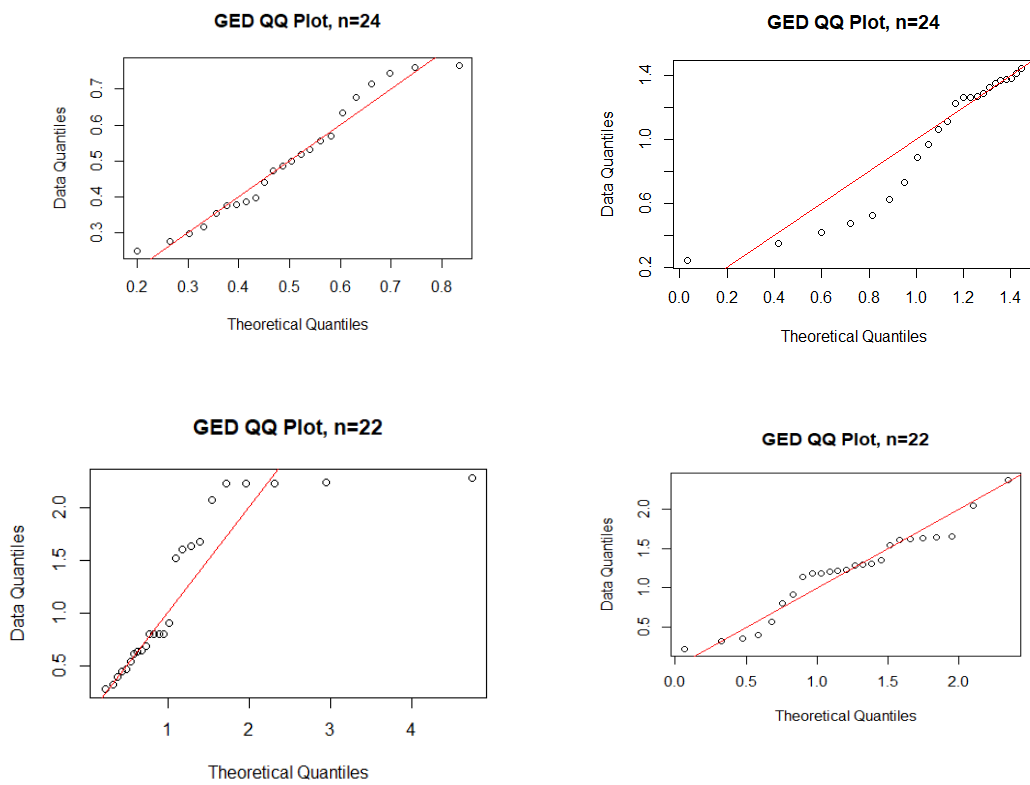 GED QQ Plot, n=24
Data Quantiles
0.3 0.4 0.5 0.6 0.7
0.2 0.3 0.4 0.5 0.6 0.7 0.8
Theoretical Quantiles
GED QQ Plot, n=24
Data Quantiles
0.2 0.6 1.0 1.4
0.0 0.2 0.4 0.6 0.8 1.0 1.2 1.4
Theoretical Quantiles
GED QQ Plot, n=22
Data Quantiles
0.5 1.0 1.5 2.0
1 2 3 4
Theoretical Quantiles
GED QQ Plot, n=22
Data Quantiles
0.5 1.0 1.5 2.0
0.0 0.5 1.0 1.5 2.0
Theoretical Quantiles